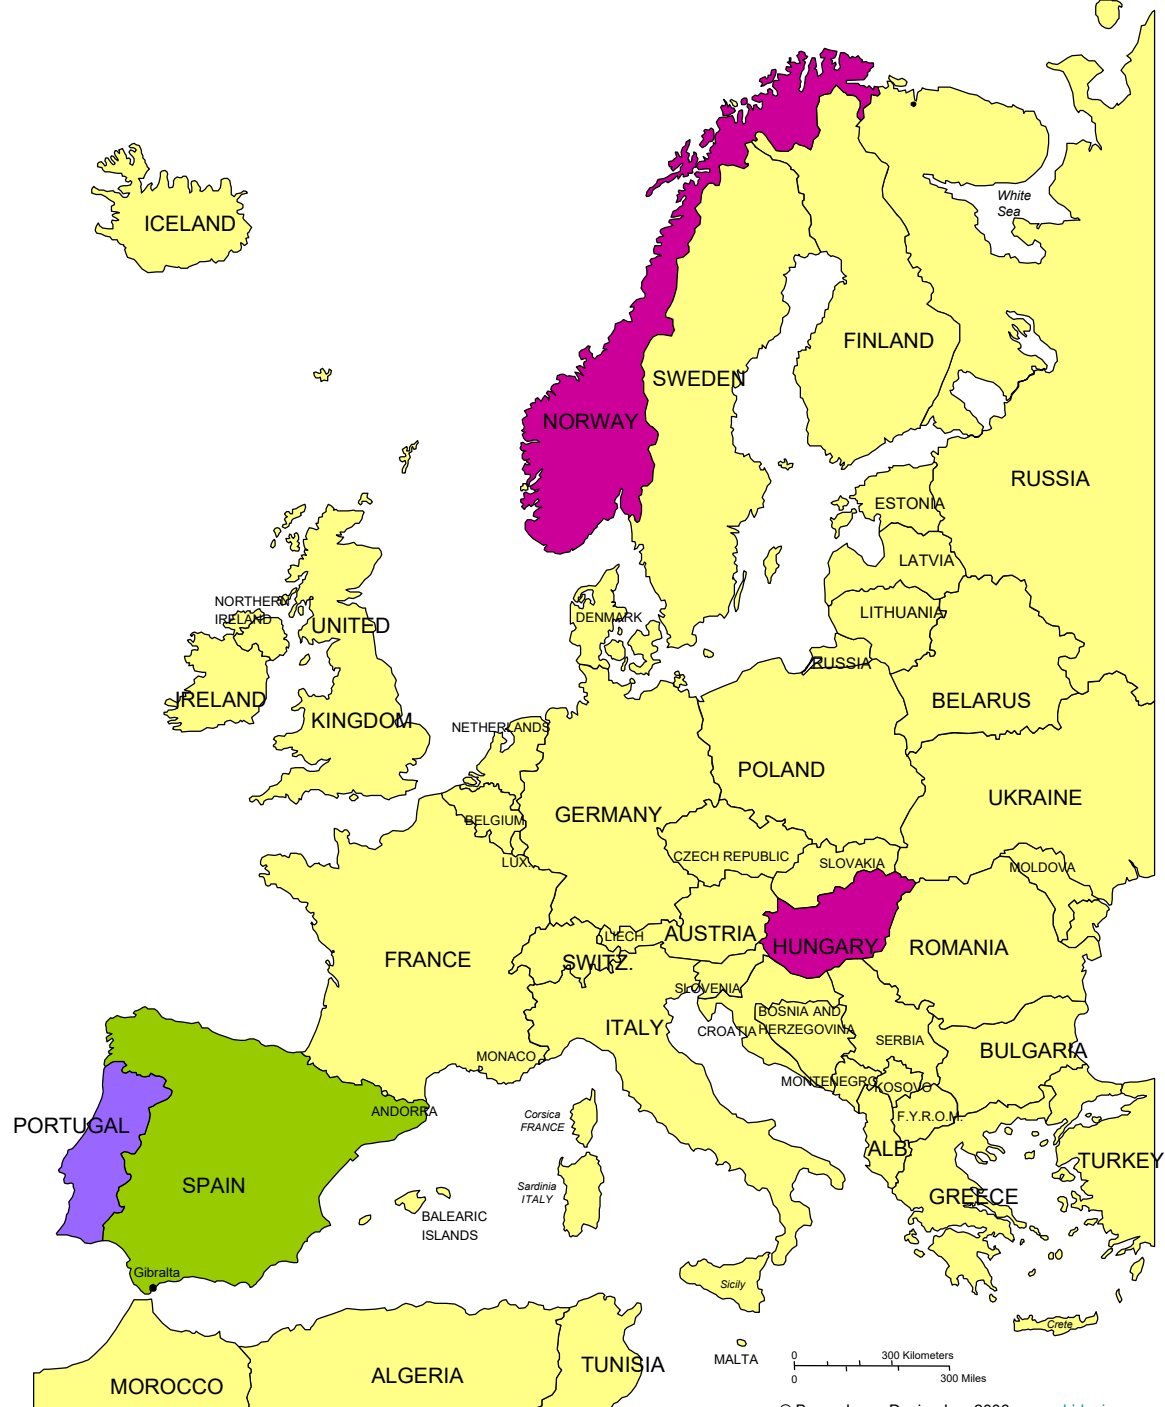 White
Sea
ICELAND
FINLAND
SWEDEN
NORWAY
RUSSIA
ESTONIA
LATVIA
NORTHERN
IRELAND
LITHUANIA
DENMARK
UNITED
RUSSIA
IRELAND
BELARUS
KINGDOM
NETHERLANDS
POLAND
UKRAINE
GERMANY
BELGIUM
CZECH REPUBLIC
SLOVAKIA
LUX.
MOLDOVA
AUSTRIA
LIECH
HUNGARY
ROMANIA
FRANCE
SWITZ.
SLOVENIA
BOSNIA AND
HERZEGOVINA
ITALY
CROATIA
SERBIA
BULGARIA
MONACO
MONTENEGRO
KOSOVO
ANDORRA
Corsica
FRANCE
F.Y.R.O.M.
PORTUGAL
ALB.
TURKEY
SPAIN
Sardinia
ITALY
GREECE
BALEARIC
ISLANDS
Gibralta
Sicily
Crete
MALTA
0
300 Kilometers
0
300 Miles
TUNISIA
ALGERIA
MOROCCO